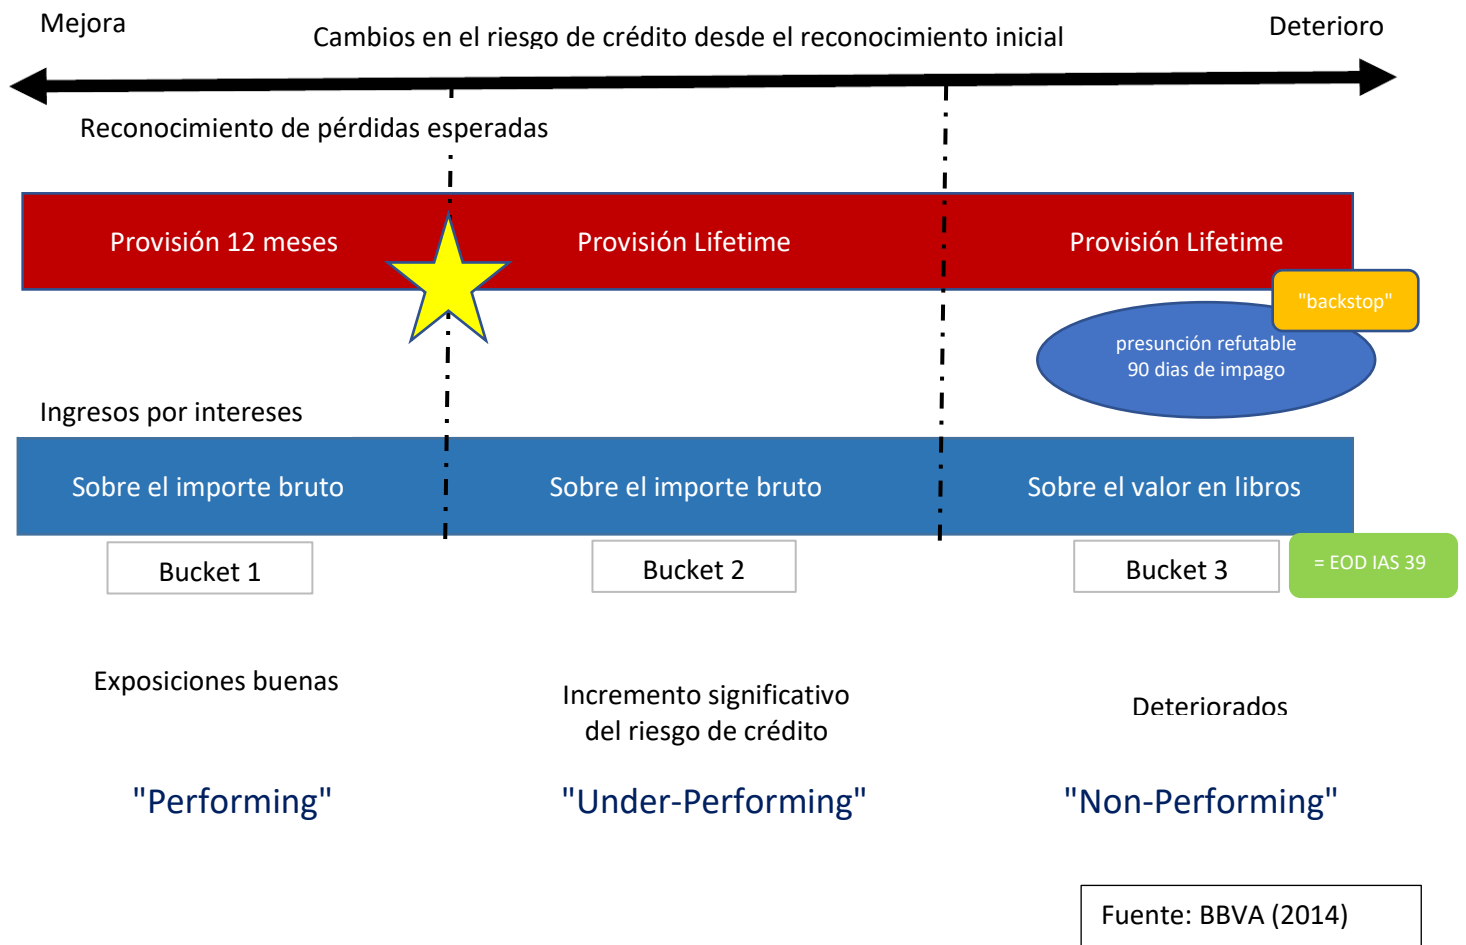 Mejora
Cambios en el riesgo de crédito desde el reconocimiento inicial
Deterioro
Reconocimiento de pérdidas esperadas
Provisión 12 meses
Provisión Lifetime
Provisión Lifetime
"backstop"
presunción refutable
90 dias de impago
Ingresos por intereses
Sobre el importe bruto
Sobre el importe bruto
Sobre el valor en libros
Bucket 1
Bucket 2
Bucket 3
= EOD IAS 39
Exposiciones buenas
Incremento significativo
del riesgo de crédito
Deteriorados
"Performing"
"Under-Performing"
"Non-Performing"
Fuente: BBVA (2014)